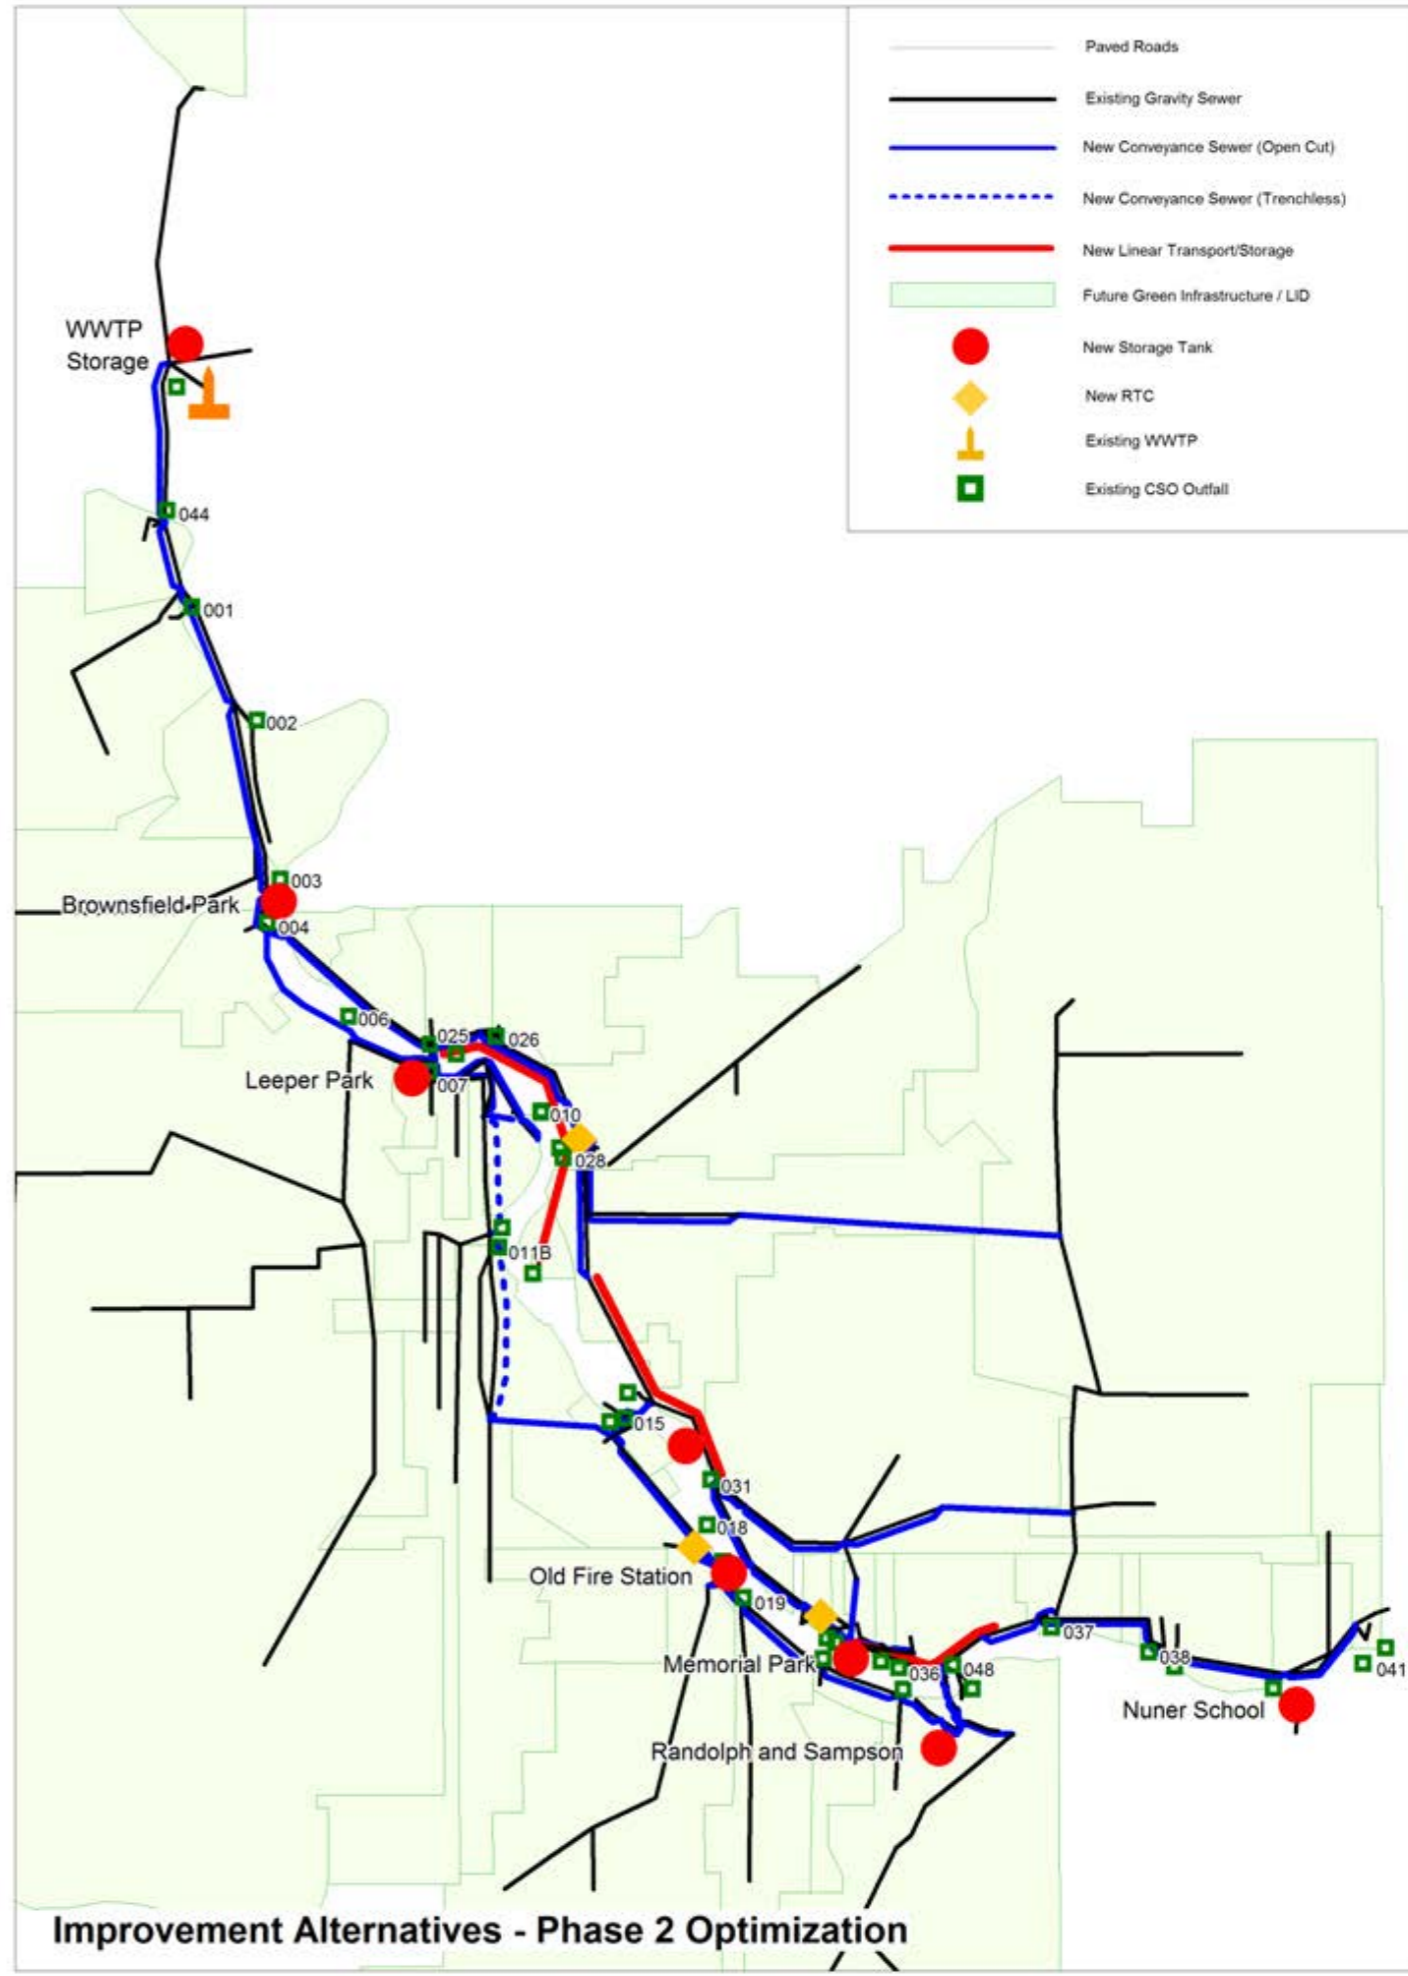 Paved Roads
Existing Gravity Sewer
New Conveyance Sewer (Open Cut)
New Conveyance Sewer (Trenchless)
New Linear Transport/Storage
Future Green Infrastructure / LID
New Storage Tank
New RTC
Existing WWTP
Existing CSO Outfall
WWTP
Storage
044
001
002
003
Brownsfield Park
004
006
025
026
Leeper Park
007
010
028
011B
015
031
018
Old Fire Station
019
037
Memorial Park
036
048
038
041
Nuner School
Randolph and Sampson
Improvement Alternatives - Phase 2 Optimization